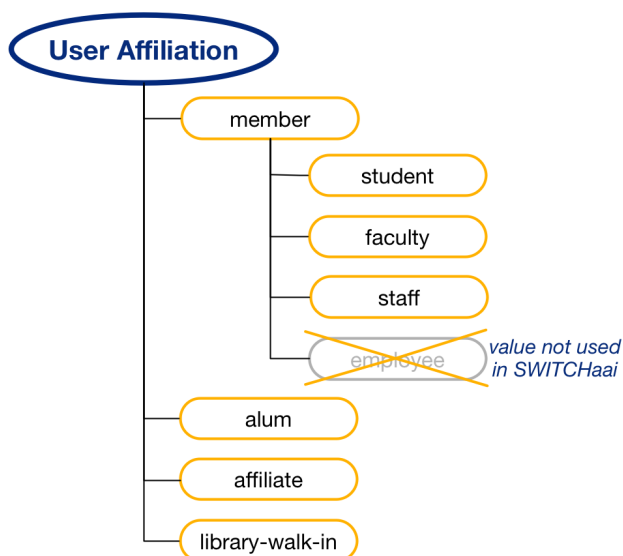 User Affiliation
member
student
faculty
staff
employee
value not used
in SWITCHaai
alum
affiliate
library-walk-in